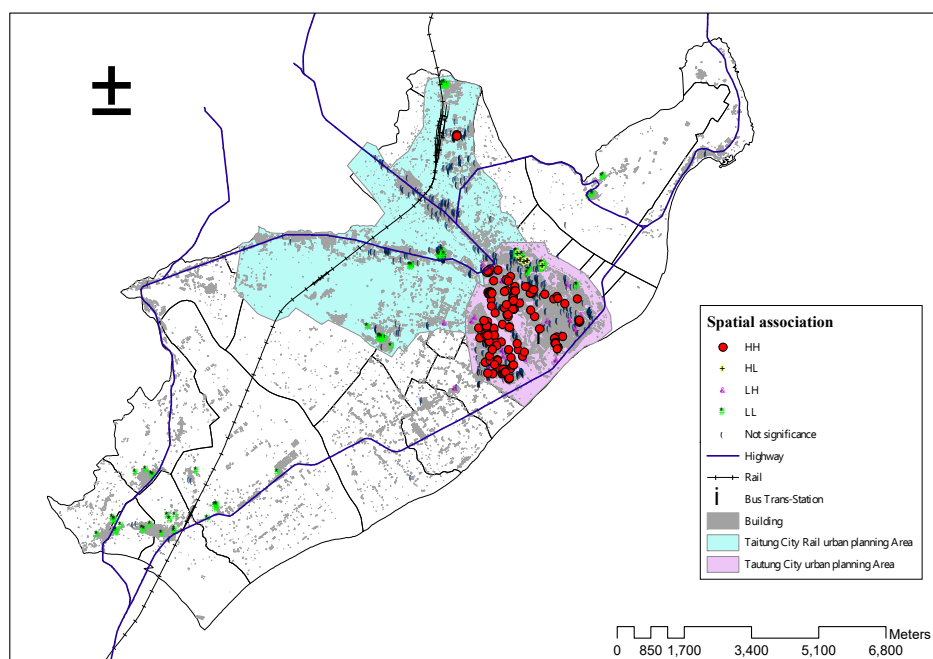 ±
Spatial association
HH
HL
LH
LL
Not significance
Highway
Rail
i Bus Trans-Station
Building
Taitung City Rail urban planning Area
Tautung City urban planning Area
Meters
0 850 1,700 3,400 5,100 6,800